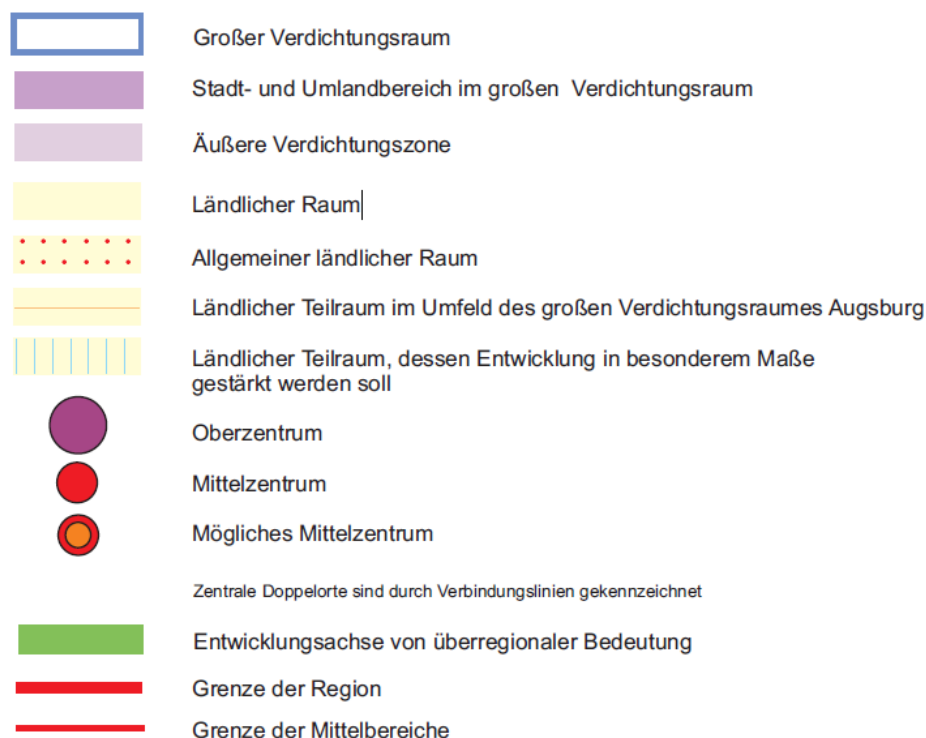 Großer Verdichtungsraum
Stadt- und Umlandbereich im großen Verdichtungsraum
Äußere Verdichtungszone
Ländlicher Raum
Allgemeiner ländlicher Raum
Ländlicher Teilraum im Umfeld des großen Verdichtungsraumes Augsburg
Ländlicher Teilraum, dessen Entwicklung in besonderem Maße
gestärkt werden soll
Oberzentrum
Mittelzentrum
Mögliches Mittelzentrum
Zentrale Doppelorte sind durch Verbindungslinien gekennzeichnet
Entwicklungsachse von überregionaler Bedeutung
Grenze der Region
Grenze der Mittelbereiche